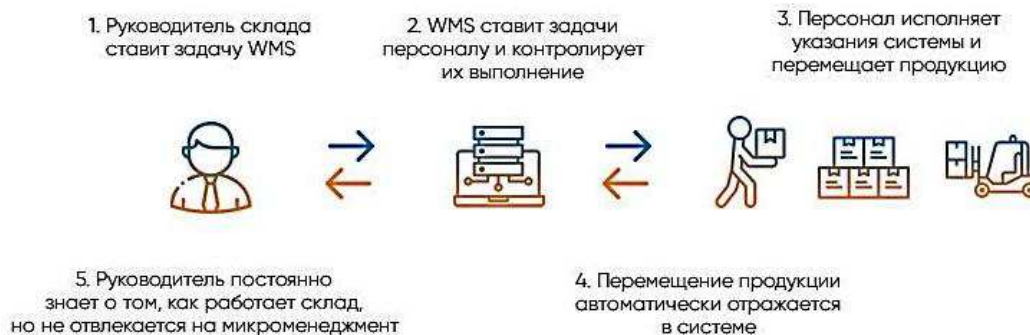 1. Руководитель склада
ставит задачу WMS
2. WMS ставит задачи
персоналу и контролирует
их выполнение
3. Персонал исполняет
указания системы и
перемещает продукцию
4. Перемещение продукции
автоматически отражается
в системе
5. Руководитель постоянно
знает о том, как работает склад,
но не отвлекается на микроменеджмент